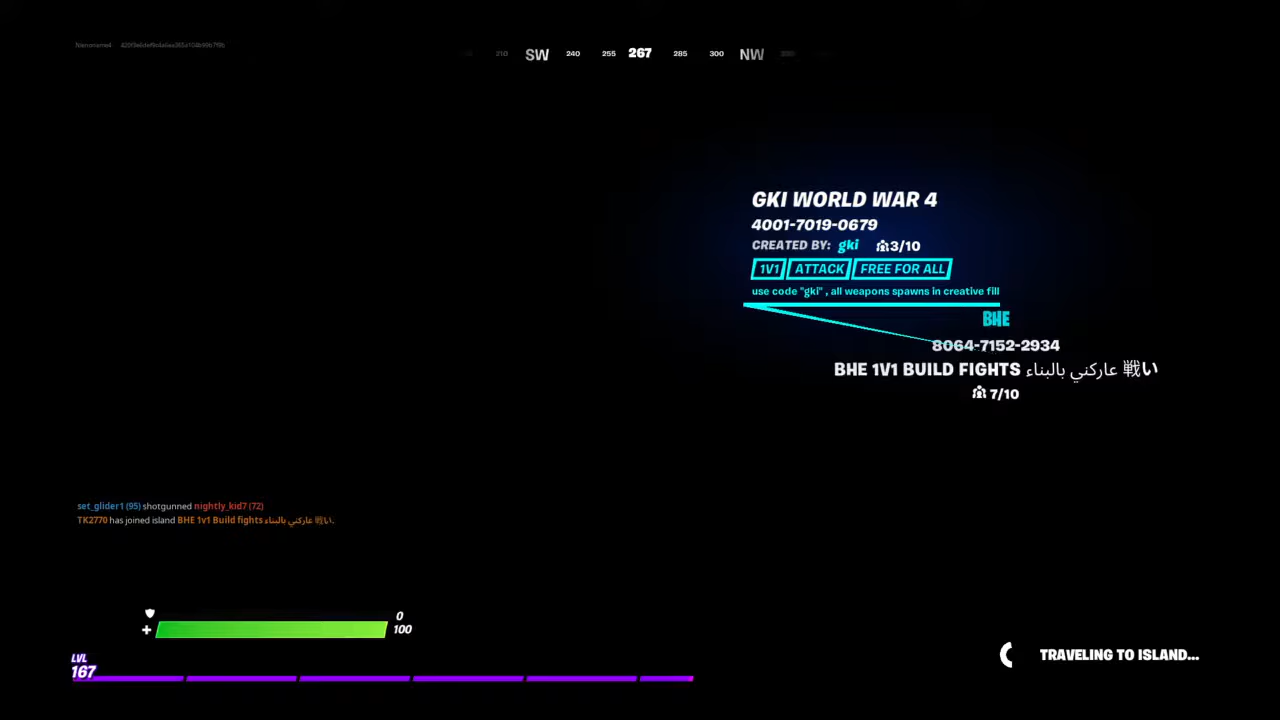 210 SW 240 255 267 285 300 NW
GKI WORLD WAR 4
4001-7019-0679
CREATED BY: gki 3/10
1V1 ATTACK FREE FOR ALL
use code "gki" , all weapons spawns in creative fill
BHE
8064-7152-2934
BHE 1V1 BUILD FIGHTS عاركني بالبناء 戦い
7/10
set_glider1 (95) shotgunned nightly_kid7 (72)
TK2770 has joined island BHE 1v1 Build fights عاركني بالبناء 戦い.
0
100
LVL
167
TRAVELING TO ISLAND...